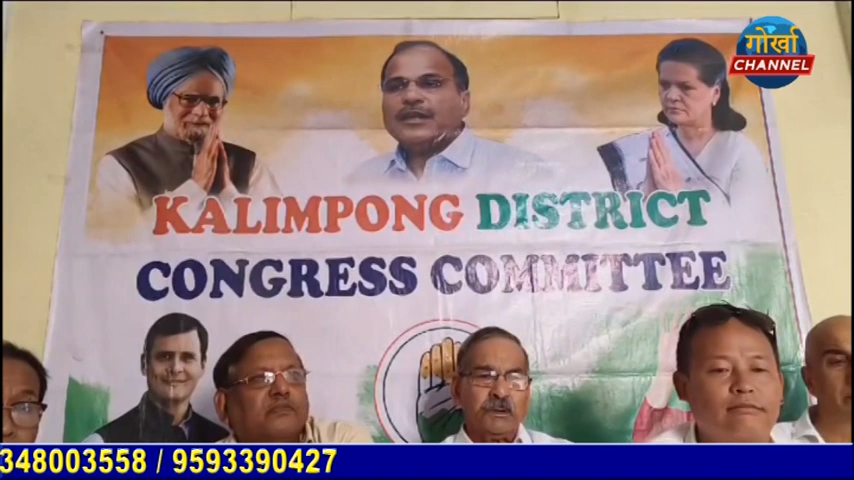 गोर्खा
CHANNEL
KALIMPONG DISTRICT
CONGRESS COMMITTEE
348003558 / 9593390427